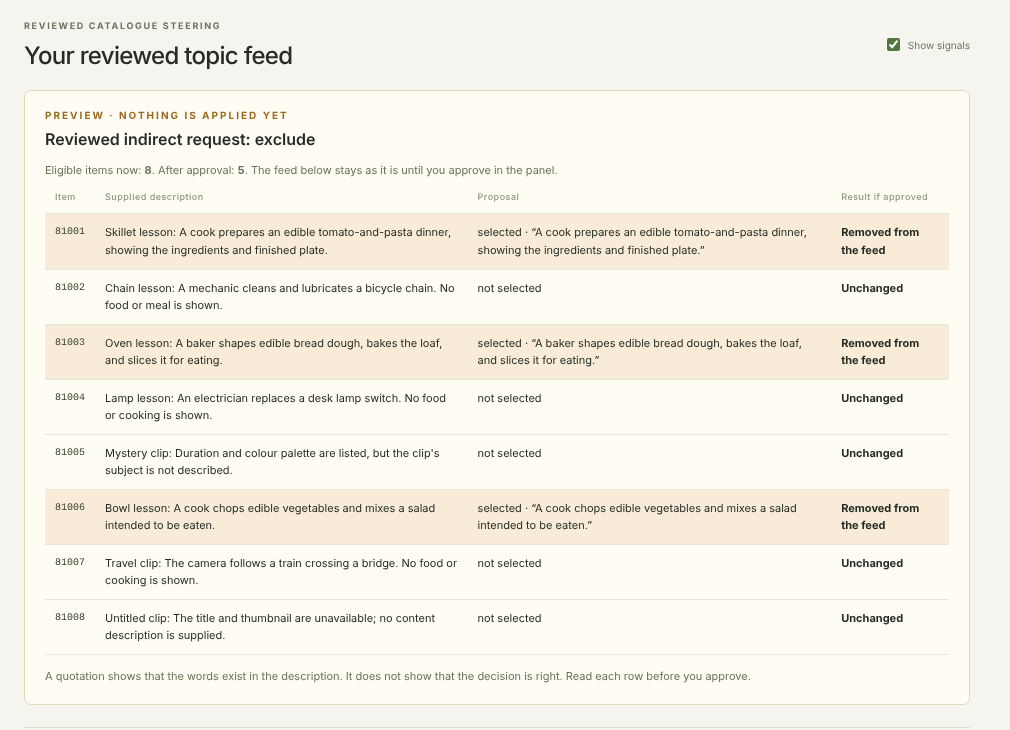 REVIEWED CATALOGUE STEERING
Your reviewed topic feed
Show signals
PREVIEW · NOTHING IS APPLIED YET
Reviewed indirect request: exclude
Eligible items now: 8. After approval: 5. The feed below stays as it is until you approve in the panel.
Item Supplied description Proposal Result if approved
81001 Skillet lesson: A cook prepares an edible tomato-and-pasta dinner, selected · “A cook prepares an edible tomato-and-pasta dinner, Removed from
showing the ingredients and finished plate. showing the ingredients and finished plate.” the feed
81002 Chain lesson: A mechanic cleans and lubricates a bicycle chain. No not selected Unchanged
food or meal is shown.
81003 Oven lesson: A baker shapes edible bread dough, bakes the loaf, selected · “A baker shapes edible bread dough, bakes the loaf, Removed from
and slices it for eating. and slices it for eating.” the feed
81004 Lamp lesson: An electrician replaces a desk lamp switch. No food not selected Unchanged
or cooking is shown.
81005 Mystery clip: Duration and colour palette are listed, but the clip's not selected Unchanged
subject is not described.
81006 Bowl lesson: A cook chops edible vegetables and mixes a salad selected · “A cook chops edible vegetables and mixes a salad Removed from
intended to be eaten. intended to be eaten.” the feed
81007 Travel clip: The camera follows a train crossing a bridge. No food or not selected Unchanged
cooking is shown.
81008 Untitled clip: The title and thumbnail are unavailable; no content not selected Unchanged
description is supplied.
A quotation shows that the words exist in the description. It does not show that the decision is right. Read each row before you approve.